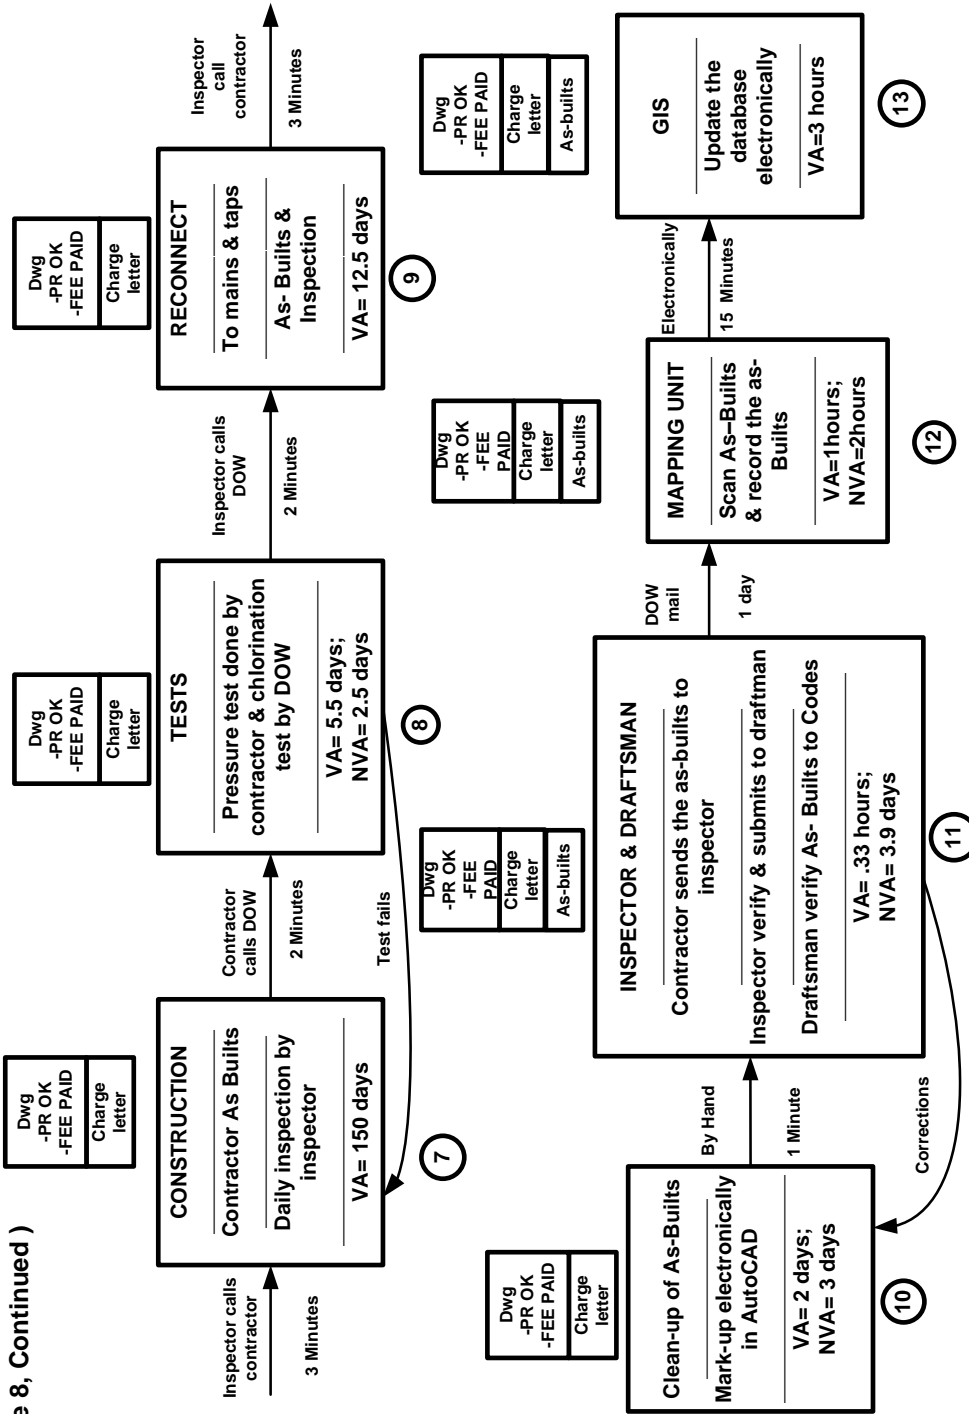 e 8, Continued )
Inspector calls
contractor
3 Minutes
Dwg
-PR OK
-FEE PAID
Charge
letter
CONSTRUCTION
Contractor As Builts
Daily inspection by
inspector
VA= 150 days
7
Contractor
calls DOW
2 Minutes
Test fails
Dwg
-PR OK
-FEE PAID
Charge
letter
TESTS
Pressure test done by
contractor & chlorination
test by DOW
VA= 5.5 days;
NVA= 2.5 days
8
Inspector calls
DOW
2 Minutes
Dwg
-PR OK
-FEE PAID
Charge
letter
RECONNECT
To mains & taps
As- Builts &
Inspection
VA= 12.5 days
9
Inspector
call
contractor
3 Minutes
Dwg
-PR OK
-FEE PAID
Charge
letter
Clean-up of As-Builts
Mark-up electronically
in AutoCAD
VA= 2 days;
NVA= 3 days
10
By Hand
1 Minute
Corrections
Dwg
-PR OK
-FEE
PAID
Charge
letter
As-builts
INSPECTOR & DRAFTSMAN
Contractor sends the as-builts to
inspector
Inspector verify & submits to draftman
Draftsman verify As- Builts to Codes
VA= .33 hours;
NVA= 3.9 days
11
DOW
mail
1 day
Dwg
-PR OK
-FEE
PAID
Charge
letter
As-builts
MAPPING UNIT
Scan As–Builts
& record the as-
Builts
VA=1hours;
NVA=2hours
12
Electronically
15 Minutes
Dwg
-PR OK
-FEE PAID
Charge
letter
As-builts
GIS
Update the
database
electronically
VA=3 hours
13